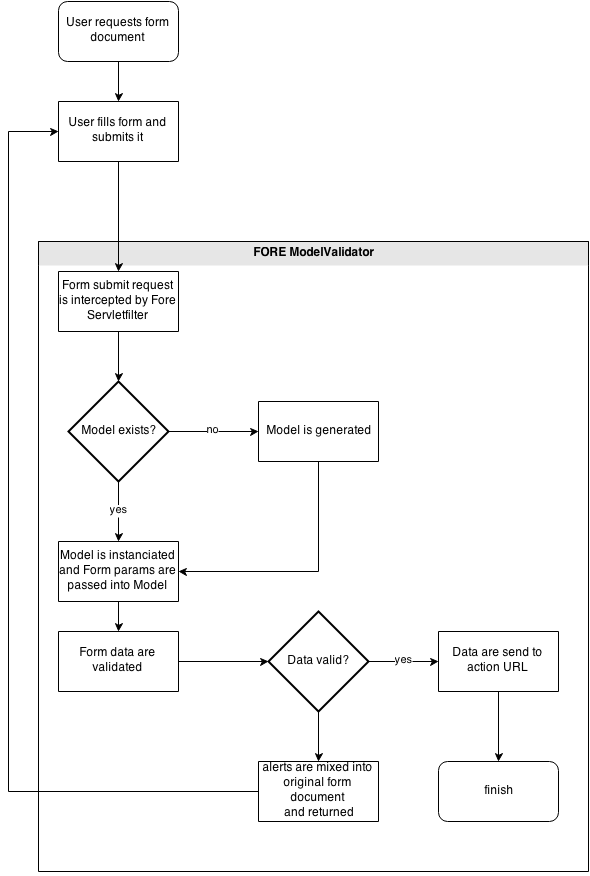 User requests form
document
User fills form and
submits it
FORE ModelValidator
Form submit request
is intercepted by Fore
Servletfilter
Model exists?
no
Model is generated
yes
Model is instanciated
and Form params are
passed into Model
Form data are
validated
Data valid?
yes
Data are send to
action URL
alerts are mixed into
original form
document
and returned
finish